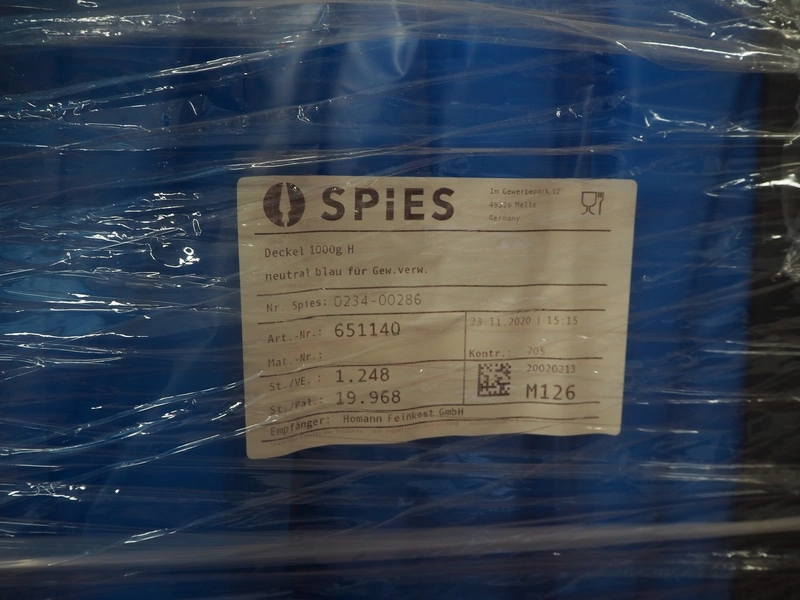 SPiES
Im Gewerbepark 12
49326 Melle
Germany
Deckel 1000g H
neutral blau für Gew.verw.
Nr. Spies: 0234-00286
Art.-Nr.: 651140
Mat.-Nr.:
23.11.2020 | 15:15
Kontr.: 705
St./VE.: 1.248
St./Pal.: 19.968
20020213
M126
Empfänger: Homann Feinkost GmbH